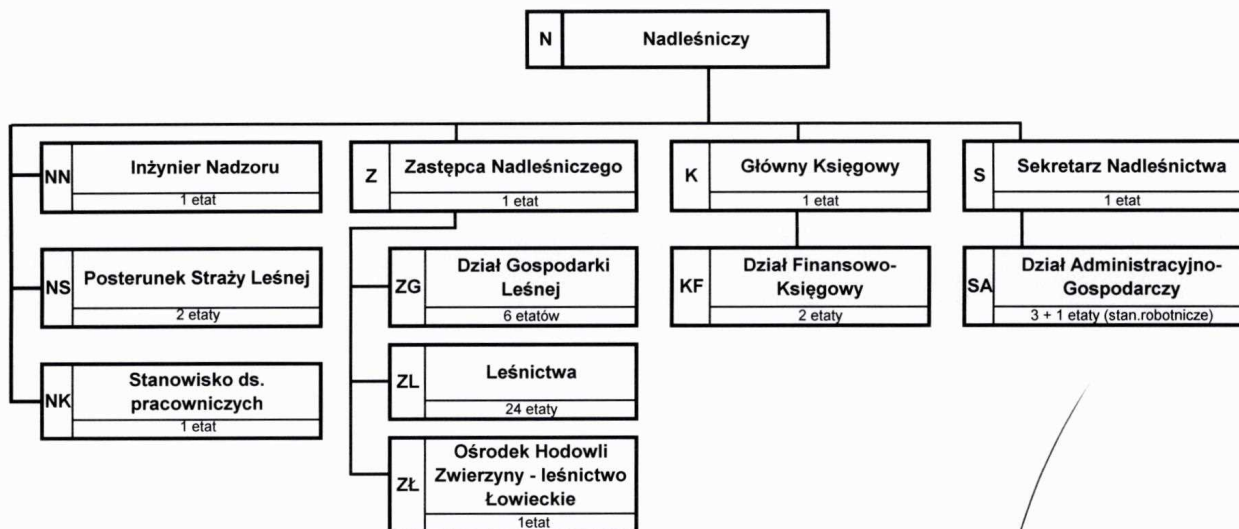 N
Nadleśniczy
NN
Inżynier Nadzoru
1 etat
Z
Zastępca Nadleśniczego
1 etat
K
Główny Księgowy
1 etat
S
Sekretarz Nadleśnictwa
1 etat
NS
Posterunek Straży Leśnej
2 etaty
ZG
Dział Gospodarki
Leśnej
6 etatów
KF
Dział Finansowo-
Księgowy
2 etaty
SA
Dział Administracyjno-
Gospodarczy
3 + 1 etaty (stan.robotnicze)
NK
Stanowisko ds.
pracowniczych
1 etat
ZL
Leśnictwa
24 etaty
ZŁ
Ośrodek Hodowli
Zwierzyny - leśnictwo
Łowieckie
1etat